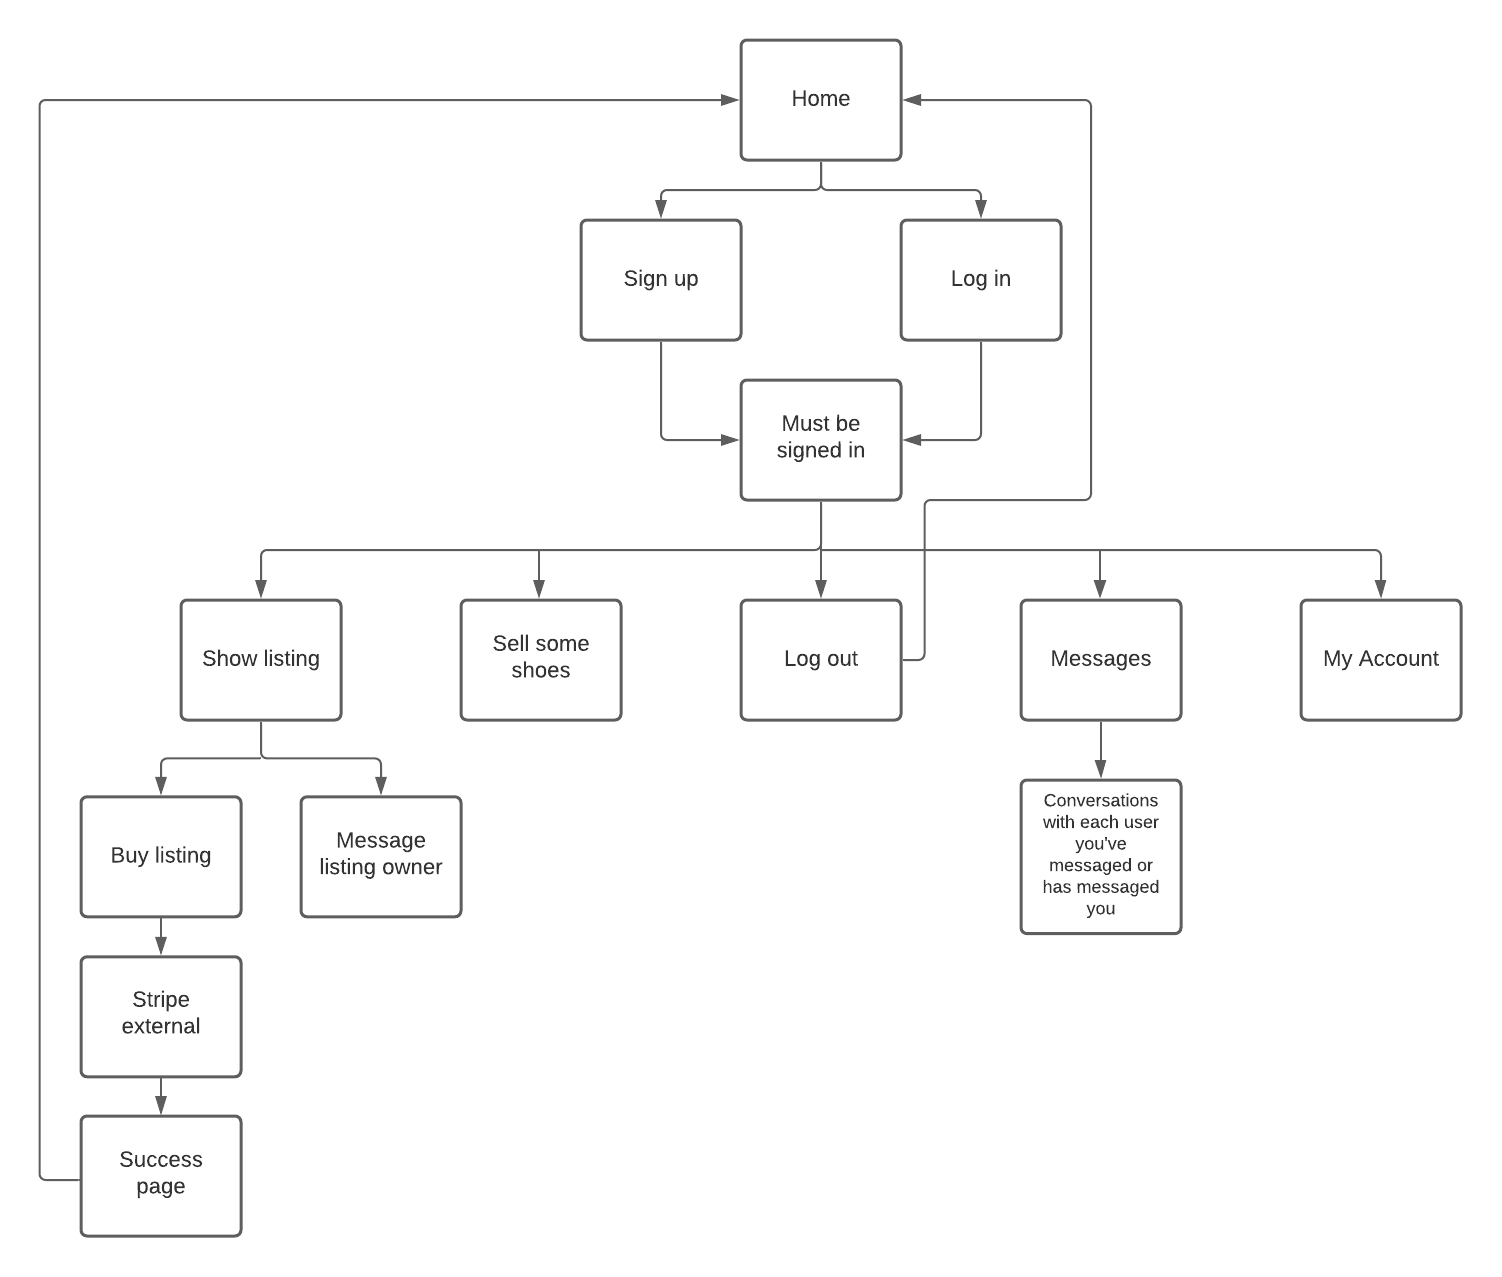 Home
Sign up
Log in
Must be
signed in
Show listing
Sell some
shoes
Log out
Messages
My Account
Buy listing
Message
listing owner
Conversations
with each user
you've
messaged or
has messaged
you
Stripe
external
Success
page